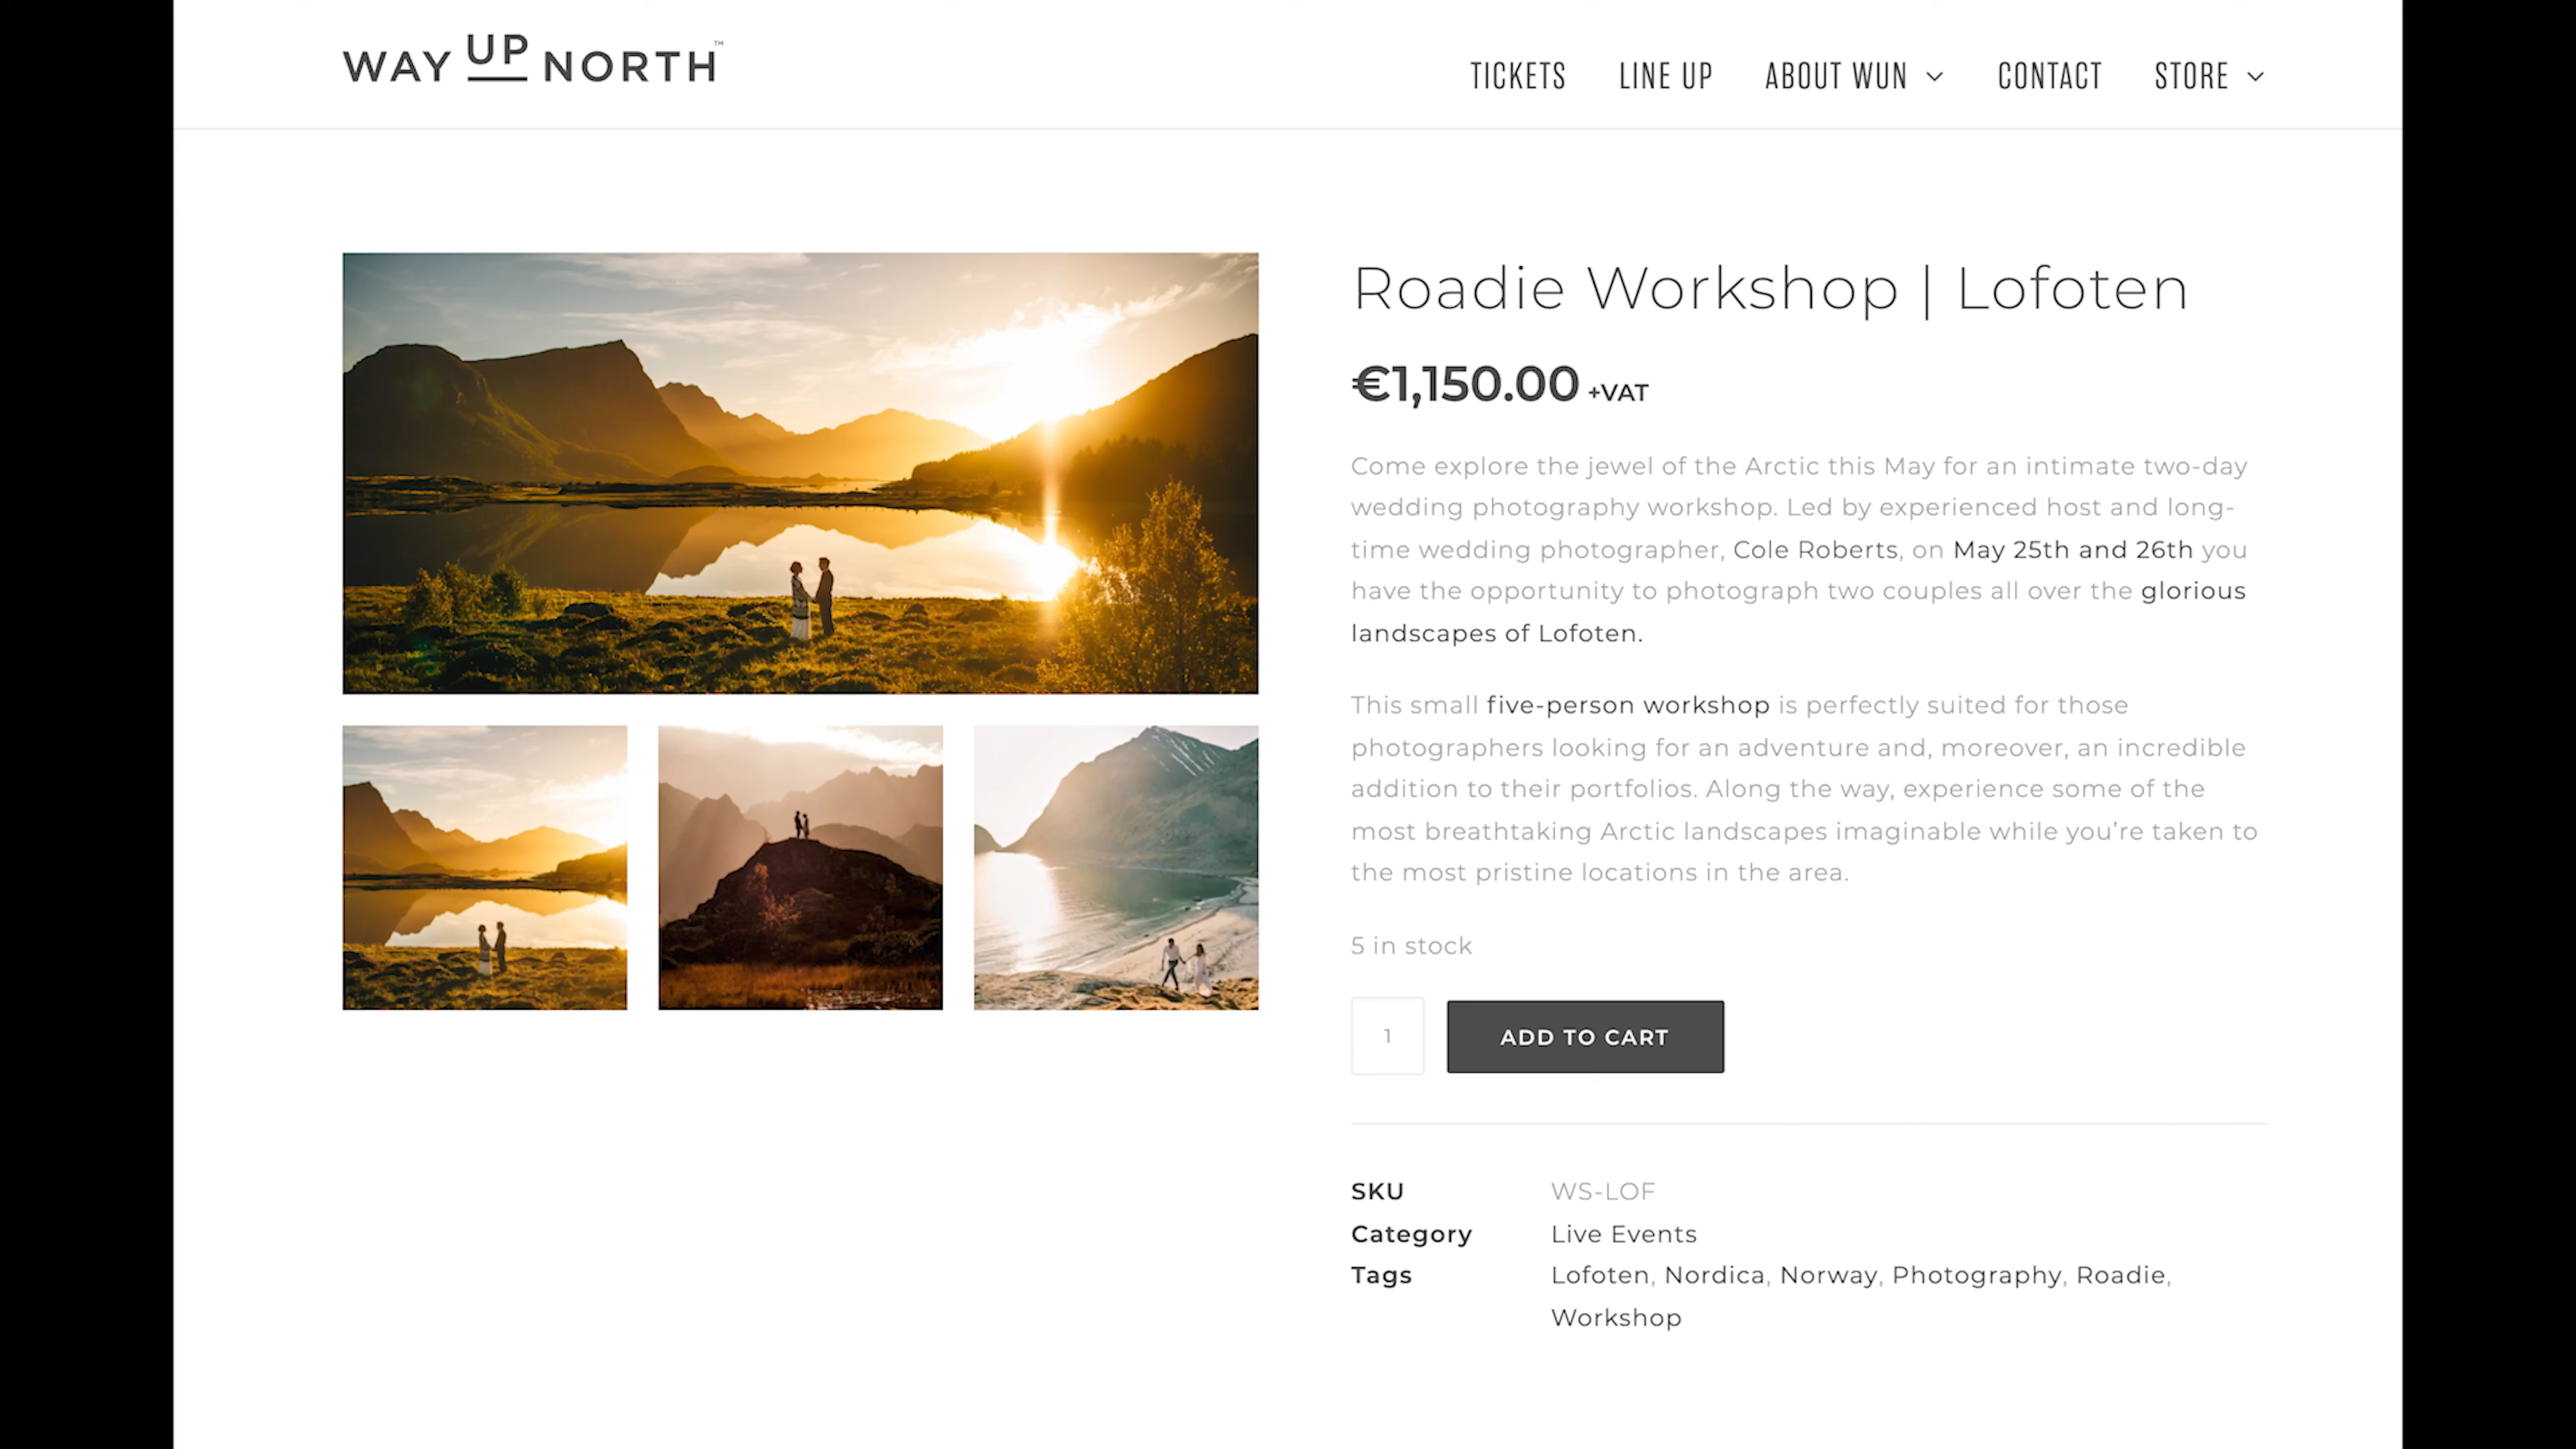 WAY UP NORTH™
TICKETS LINE UP ABOUT WUN CONTACT STORE
Roadie Workshop | Lofoten
€1,150.00 +VAT
Come explore the jewel of the Arctic this May for an intimate two-day
wedding photography workshop. Led by experienced host and long-
time wedding photographer, Cole Roberts, on May 25th and 26th you
have the opportunity to photograph two couples all over the glorious
landscapes of Lofoten.
This small five-person workshop is perfectly suited for those
photographers looking for an adventure and, moreover, an incredible
addition to their portfolios. Along the way, experience some of the
most breathtaking Arctic landscapes imaginable while you’re taken to
the most pristine locations in the area.
5 in stock
1 ADD TO CART
SKU WS-LOF
Category Live Events
Tags Lofoten, Nordica, Norway, Photography, Roadie,
Workshop